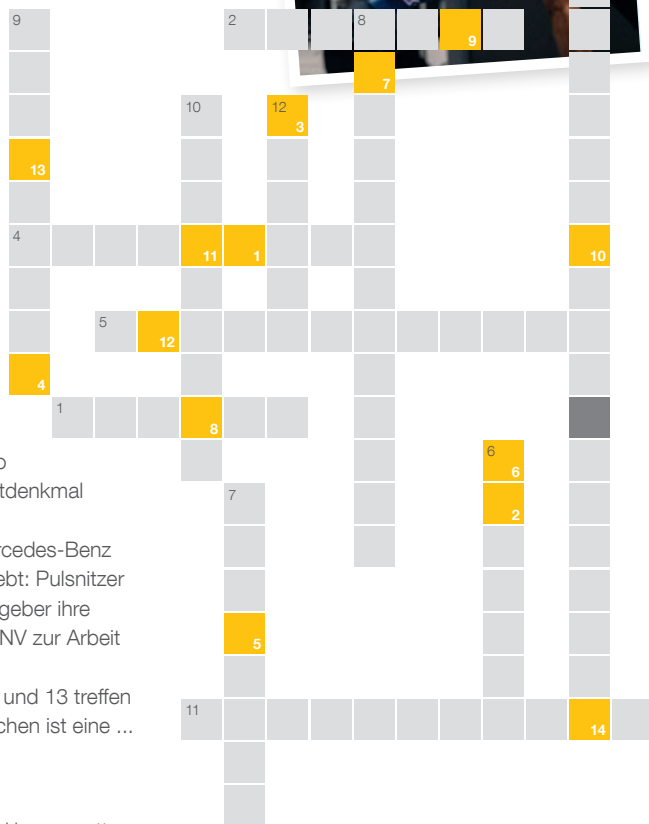 9 2 8
9
7
10 12
3
13
4
11 1 10
5
12
4
1
8
6
6
7
2
tdenkmal
rcedes-Benz
ebt: Pulsnitzer
geber ihre
NV zur Arbeit
5
und 13 treffen
11
chen ist eine ...
14